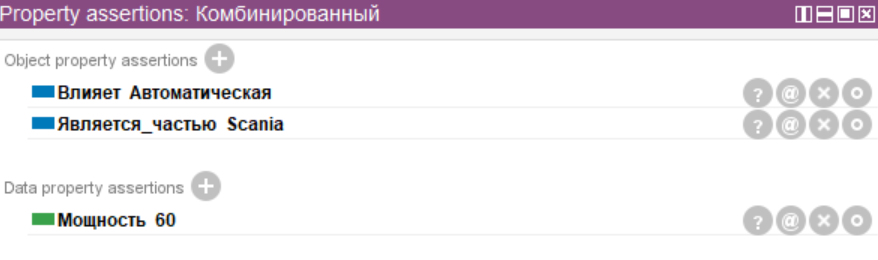 Property assertions: Комбинированный
Object property assertions
Влияет Автоматическая
Является_частью Scania
Data property assertions
Мощность 60